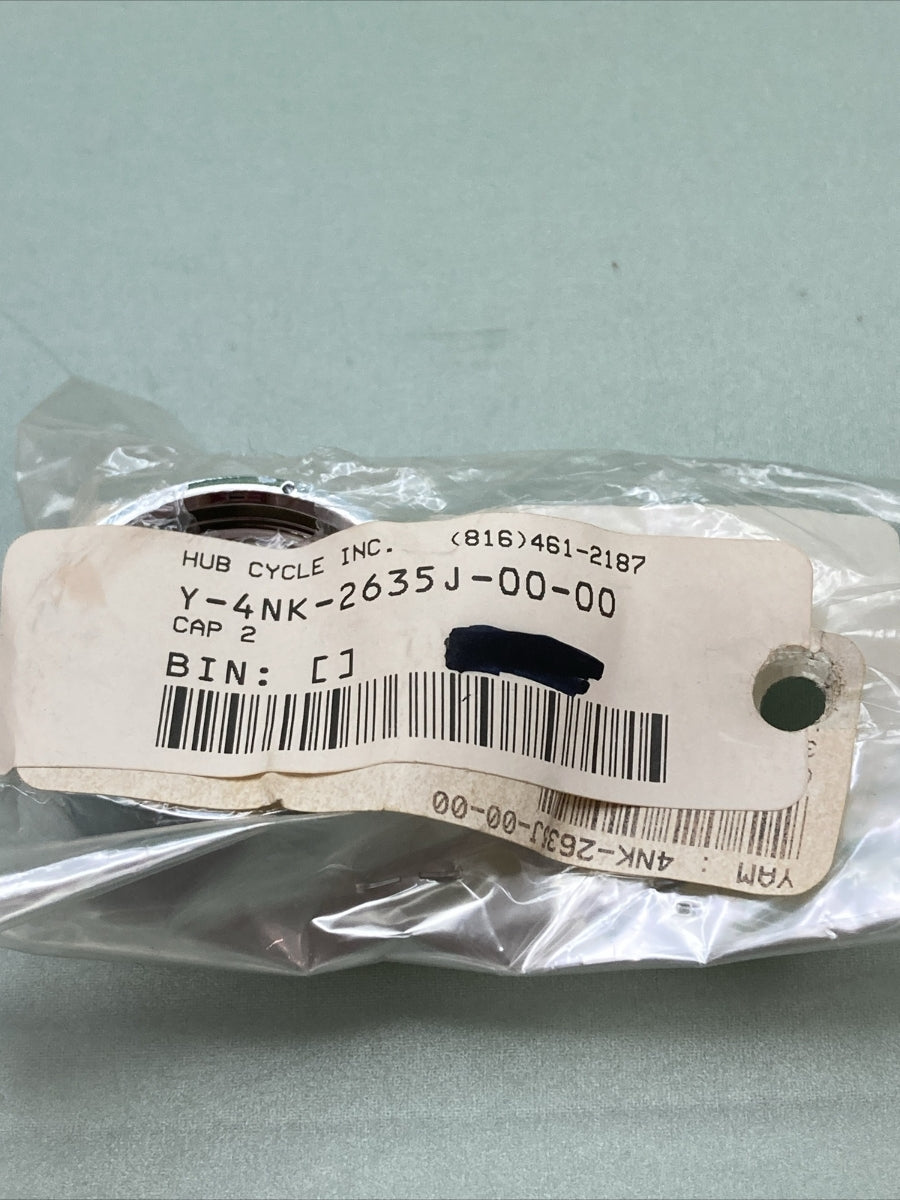 HUB CYCLE INC. (816)461-2187
Y-4NK-2635J-00-00
CAP 2
BIN: []
YAM : 4NK-2635J-00-00